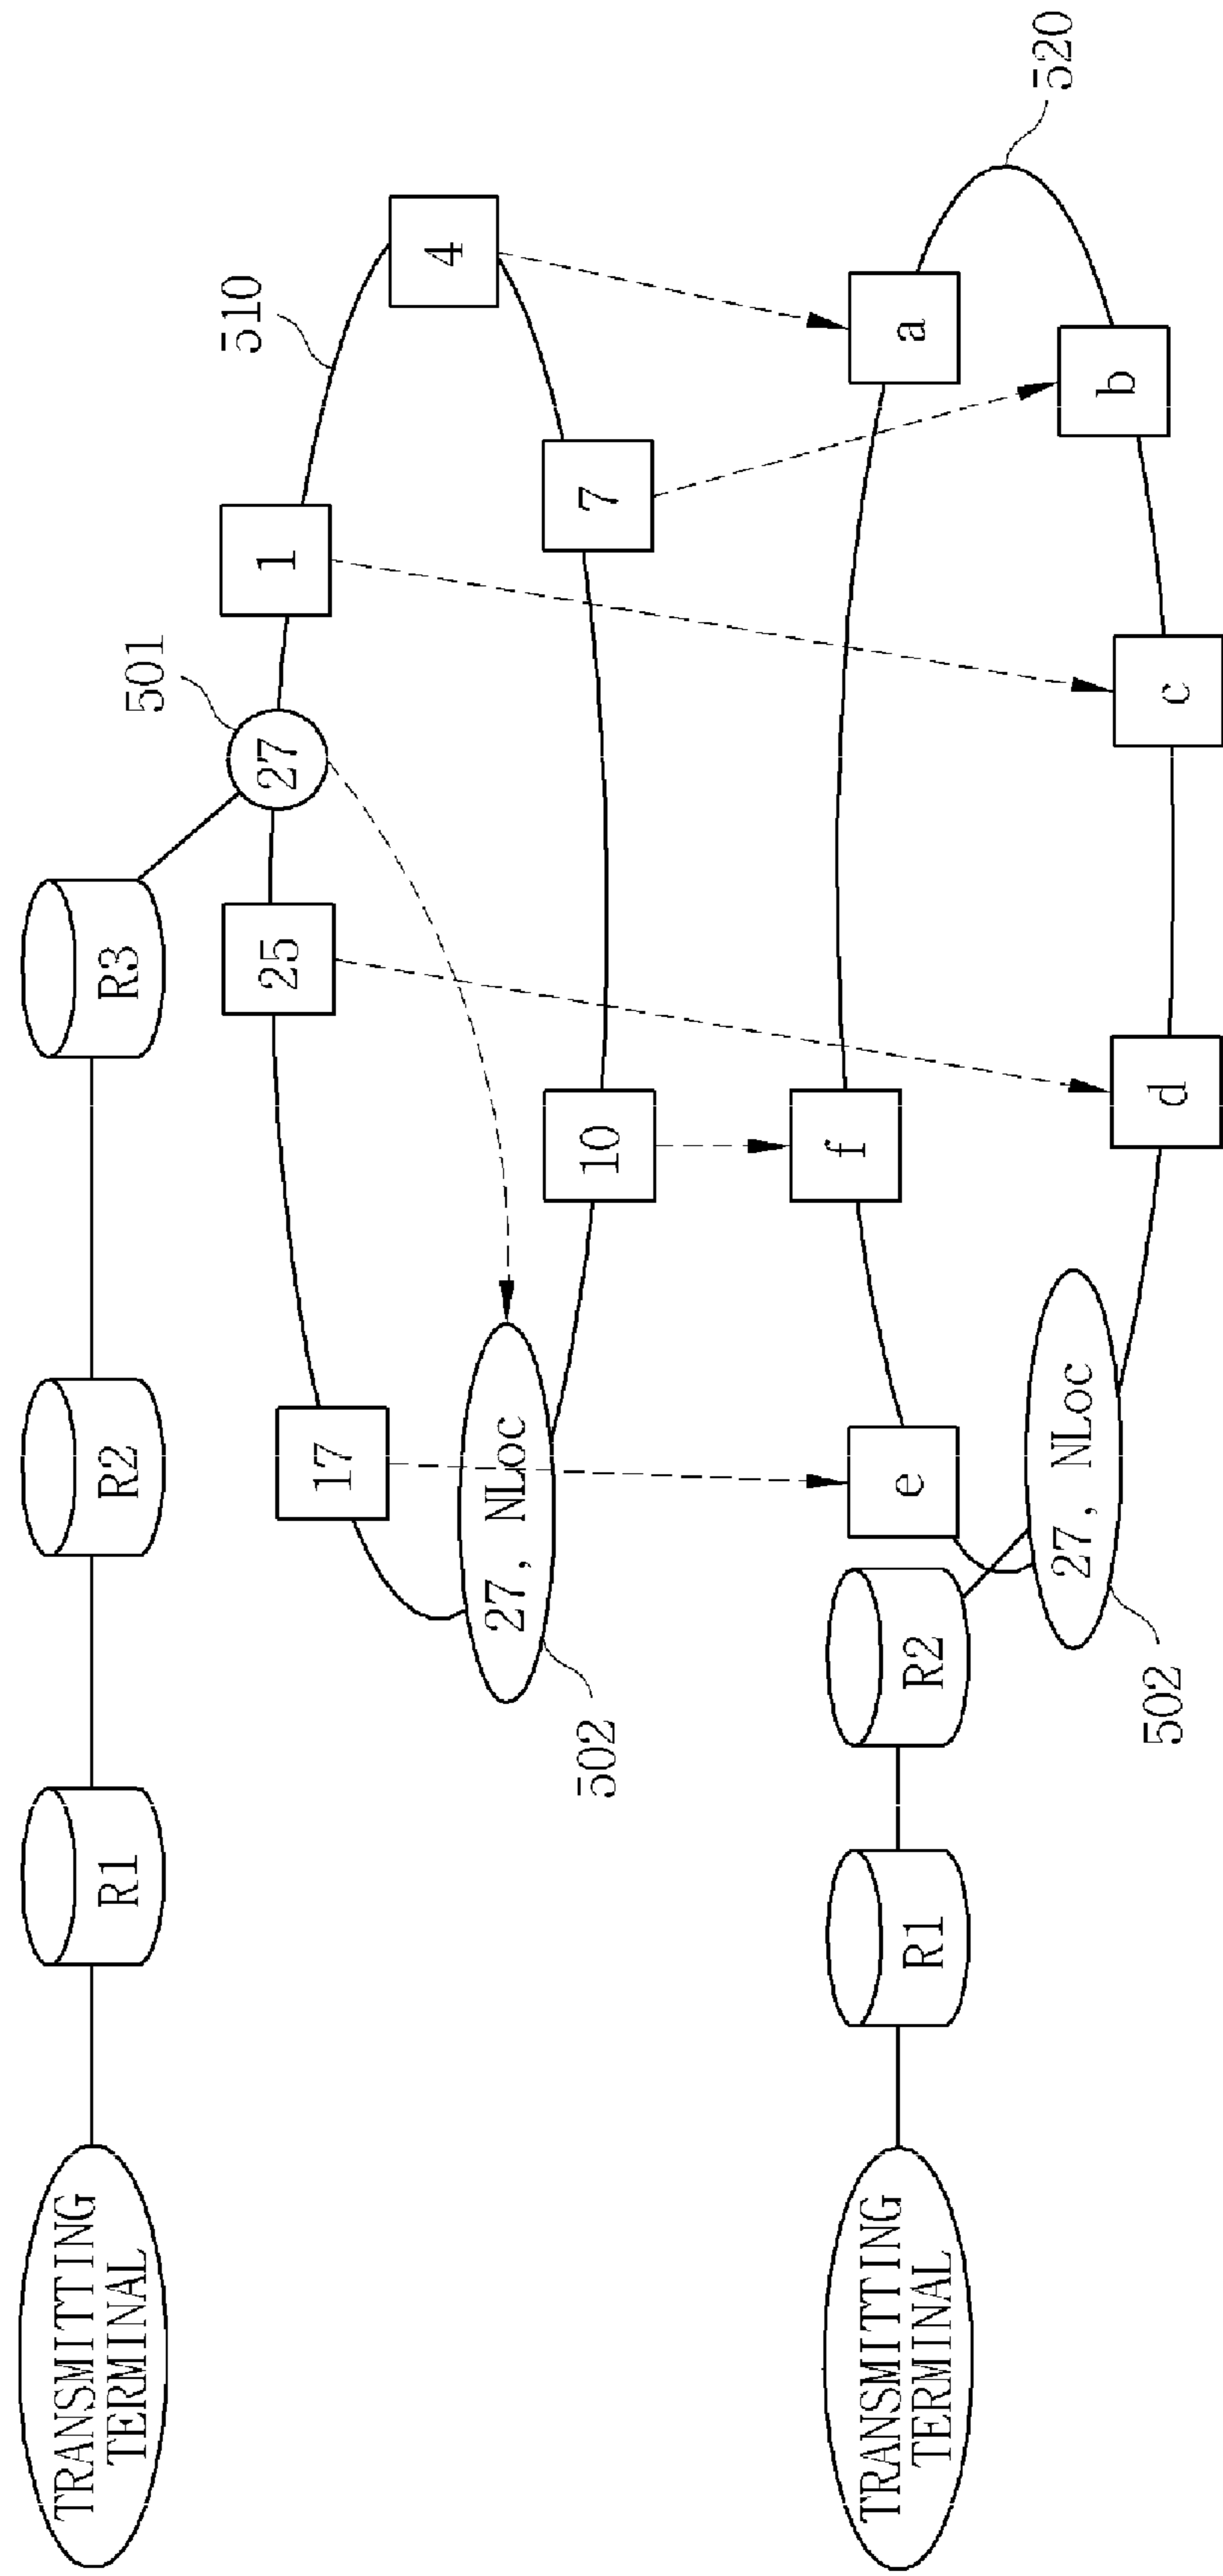 TRANSMITTING
TERMINAL
R1
R2
R3
501
27
1
510
4
25
17
27, NLoc
502
10
7
TRANSMITTING
TERMINAL
R1
R2
e
f
a
520
27, NLoc
502
d
c
b